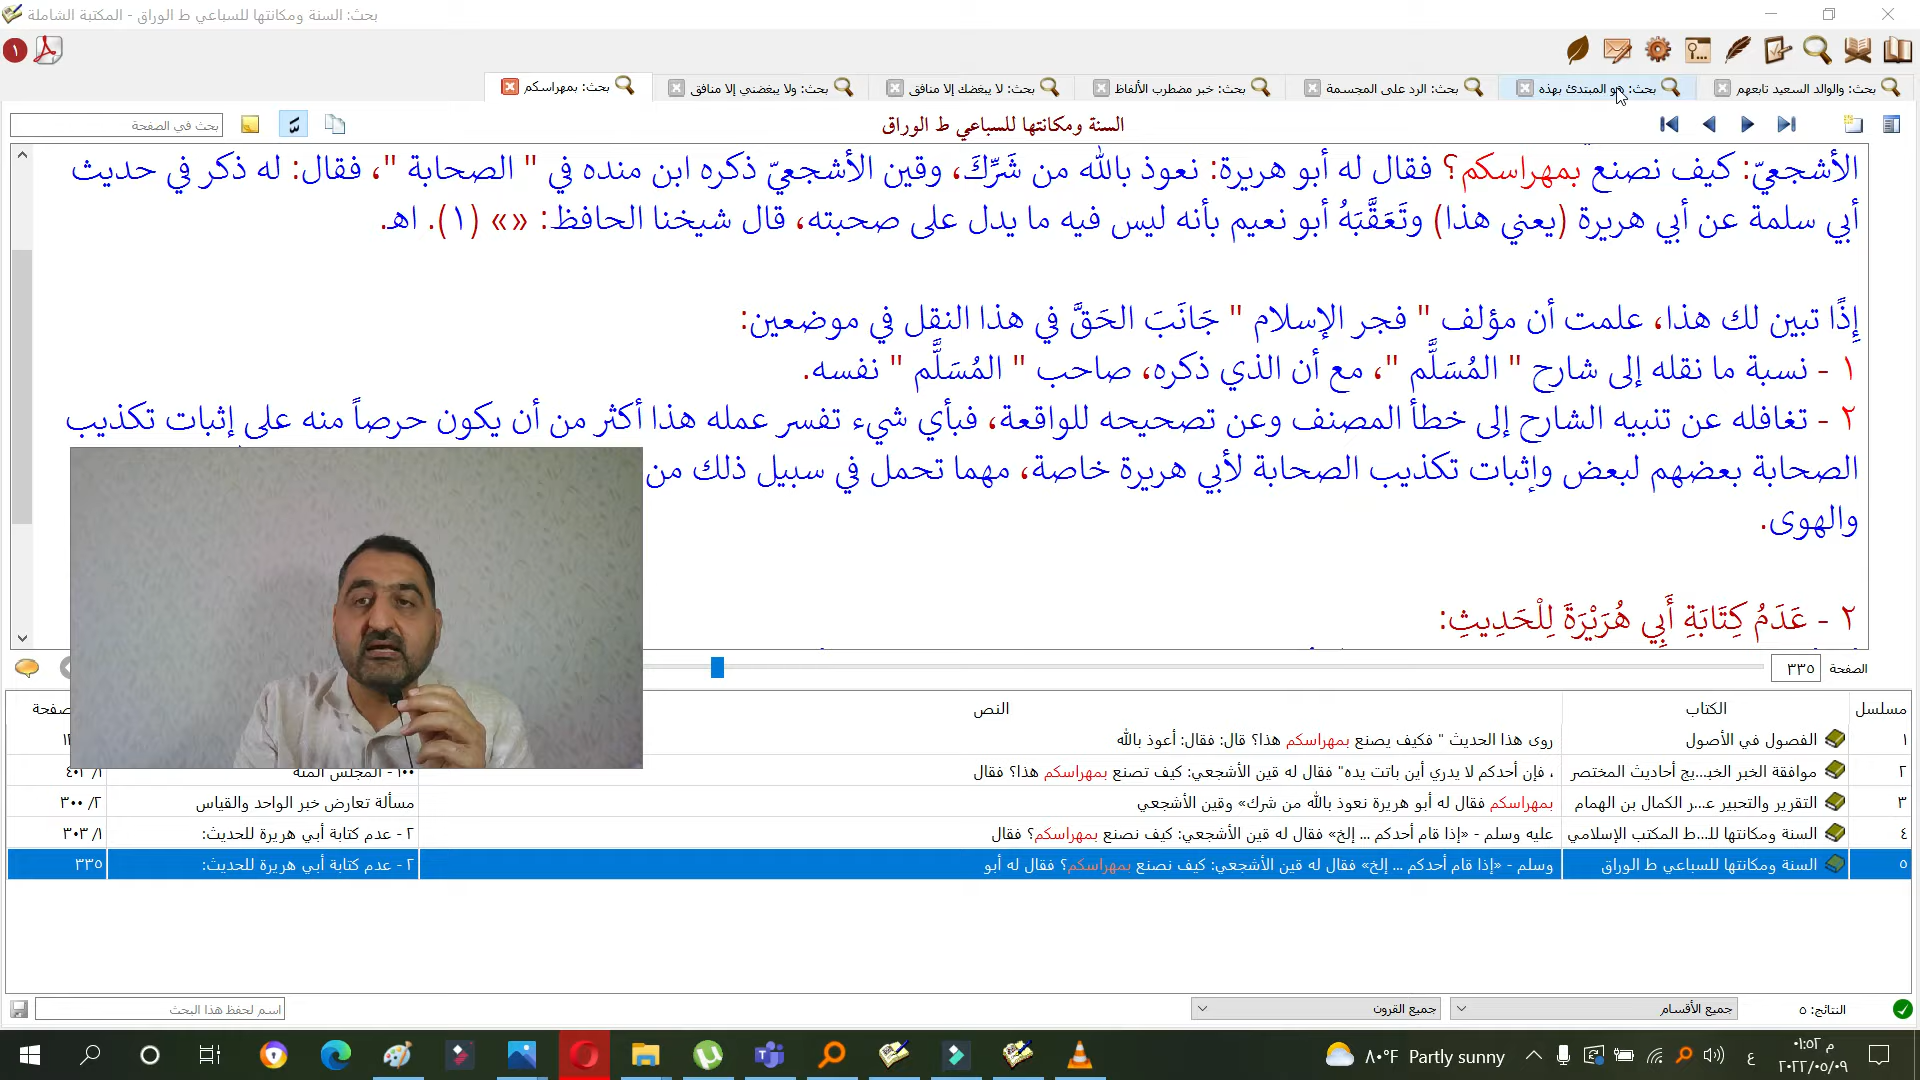 بحث: السنة ومكانتها للسباعي ط الوراق - المكتبة الشاملة
١
بحث: والوالد السعيد تابعهم
بحث: هو المبتدئ بهذه
بحث: الرد على المجسمة
بحث: خبر مضطرب الألفاظ
بحث: لا يبغضك إلا منافق
بحث: ولا يبغضني إلا منافق
بحث: بمهراسكم
السنة ومكانتها للسباعي ط الوراق
بحث في الصفحة
الأشجعيّ: كيف نصنع بمهراسكم؟ فقال له أبو هريرة: نعوذ بالله من شَرِّكَ، وقين الأشجعيّ ذكره ابن منده في " الصحابة "، فقال: له ذكر في حديث
أبي سلمة عن أبي هريرة (يعني هذا) وتَعَقَّبَهُ أبو نعيم بأنه ليس فيه ما يدل على صحبته، قال شيخنا الحافظ: «» (١). اهـ.
إِذًا تبين لك هذا، علمت أن مؤلف " فجر الإسلام " جَانَبَ الحَقَّ في هذا النقل في موضعين:
١ - نسبة ما نقله إلى شارح " المُسَلَّم "، مع أن الذي ذكره، صاحب " المُسَلَّم " نفسه.
٢ - تغافله عن تنبيه الشارح إلى خطأ المصنف وعن تصحيحه للواقعة، فبأي شيء تفسر عمله هذا أكثر من أن يكون حرصاً منه على إثبات تكذيب
الصحابة بعضهم لبعض وإثبات تكذيب الصحابة لأبي هريرة خاصة، مهما تحمل في سبيل ذلك من
والهوى.
٢ - عَدَمُ كِتَابَةِ أَبِي هُرَيْرَةَ لِلْحَدِيثِ:
الصفحة ٣٣٥
مسلسل الكتاب النص صفحة
١ الفصول في الأصول روى هذا الحديث " فكيف يصنع بمهراسكم هذا؟ قال: فقال: أعوذ بالله
٢ موافقة الخبر الخبـ...يج أحاديث المختصر ، فإن أحدكم لا يدري أين باتت يده" فقال له قين الأشجعي: كيف تصنع بمهراسكم هذا؟ فقال ١٠٠ - المجلس المئة ١/ ٤٠٢
٣ التقرير والتحبير عـ...ر الكمال بن الهمام بمهراسكم فقال له أبو هريرة نعوذ بالله من شرك» وقين الأشجعي مسألة تعارض خبر الواحد والقياس ٢/ ٣٠٠
٤ السنة ومكانتها للـ...ط المكتب الإسلامي عليه وسلم - «إذا قام أحدكم ... إلخ» فقال له قين الأشجعي: كيف نصنع بمهراسكم؟ فقال ٢ - عدم كتابة أبي هريرة للحديث: ١/ ٣٠٣
٥ السنة ومكانتها للسباعي ط الوراق وسلم - «إذا قام أحدكم ... إلخ» فقال له قين الأشجعي: كيف نصنع بمهراسكم؟ فقال له أبو ٢ - عدم كتابة أبي هريرة للحديث: ٣٣٥
النتائج: ٥
جميع الأقسام
جميع القرون
اسم لحفظ هذا البحث
٨٠°F Partly sunny
ع
٠١:٥٢ م
٢٠٢٢/٠٥/٠٩